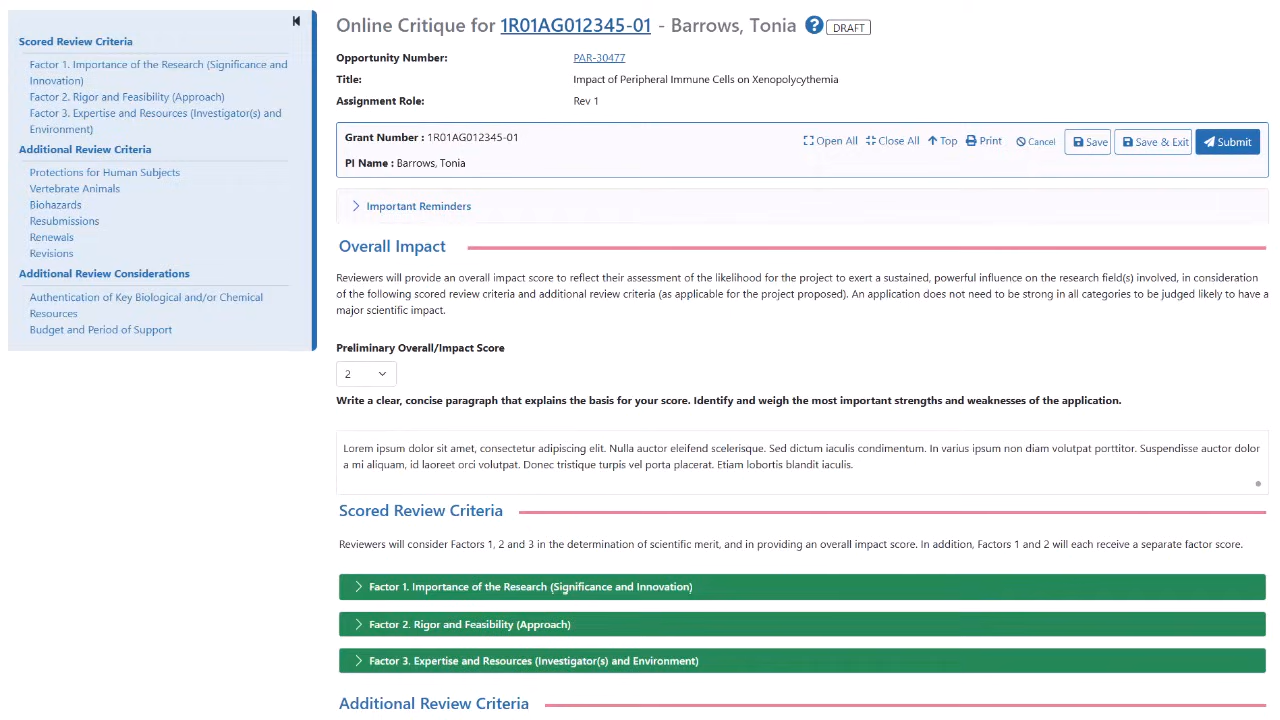 Scored Review Criteria
Factor 1. Importance of the Research (Significance and
Innovation)
Factor 2. Rigor and Feasibility (Approach)
Factor 3. Expertise and Resources (Investigator(s) and
Environment)
Additional Review Criteria
Protections for Human Subjects
Vertebrate Animals
Biohazards
Resubmissions
Renewals
Revisions
Additional Review Considerations
Authentication of Key Biological and/or Chemical
Resources
Budget and Period of Support
Online Critique for 1R01AG012345-01 - Barrows, Tonia ? DRAFT
Opportunity Number: PAR-30477
Title: Impact of Peripheral Immune Cells on Xenopolycythemia
Assignment Role: Rev 1
Grant Number : 1R01AG012345-01
PI Name : Barrows, Tonia
Open All Close All Top Print Cancel Save Save & Exit Submit
Important Reminders
Overall Impact
Reviewers will provide an overall impact score to reflect their assessment of the likelihood for the project to exert a sustained, powerful influence on the research field(s) involved, in consideration
of the following scored review criteria and additional review criteria (as applicable for the project proposed). An application does not need to be strong in all categories to be judged likely to have a
major scientific impact.
Preliminary Overall/Impact Score
2
Write a clear, concise paragraph that explains the basis for your score. Identify and weigh the most important strengths and weaknesses of the application.
Lorem ipsum dolor sit amet, consectetur adipiscing elit. Nulla auctor eleifend scelerisque. Sed dictum iaculis condimentum. In varius ipsum non diam volutpat porttitor. Suspendisse auctor dolor
a mi aliquam, id laoreet orci volutpat. Donec tristique turpis vel porta placerat. Etiam lobortis blandit iaculis.
Scored Review Criteria
Reviewers will consider Factors 1, 2 and 3 in the determination of scientific merit, and in providing an overall impact score. In addition, Factors 1 and 2 will each receive a separate factor score.
Factor 1. Importance of the Research (Significance and Innovation)
Factor 2. Rigor and Feasibility (Approach)
Factor 3. Expertise and Resources (Investigator(s) and Environment)
Additional Review Criteria